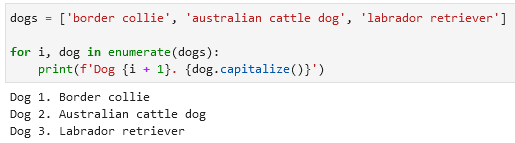 dogs = ['border collie', 'australian cattle dog', 'labrador retriever']
for i, dog in enumerate(dogs):
    print(f'Dog {i + 1}. {dog.capitalize()}')
Dog 1. Border collie
Dog 2. Australian cattle dog
Dog 3. Labrador retriever